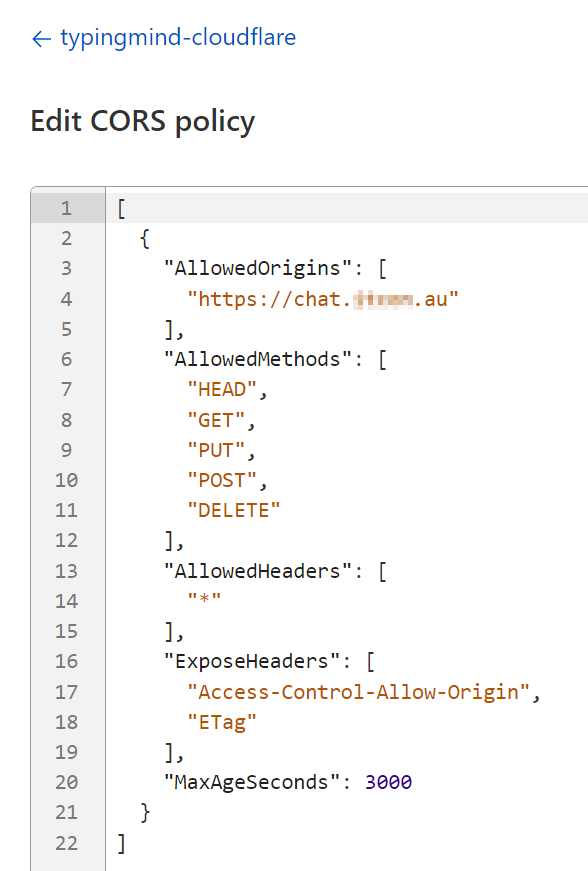 ← typingmind-cloudflare
Edit CORS policy
1 [
2 {
3 "AllowedOrigins": [
4 "https://chat. .au"
5 ],
6 "AllowedMethods": [
7 "HEAD",
8 "GET",
9 "PUT",
10 "POST",
11 "DELETE"
12 ],
13 "AllowedHeaders": [
14 "*"
15 ],
16 "ExposeHeaders": [
17 "Access-Control-Allow-Origin",
18 "ETag"
19 ],
20 "MaxAgeSeconds": 3000
21 }
22 ]